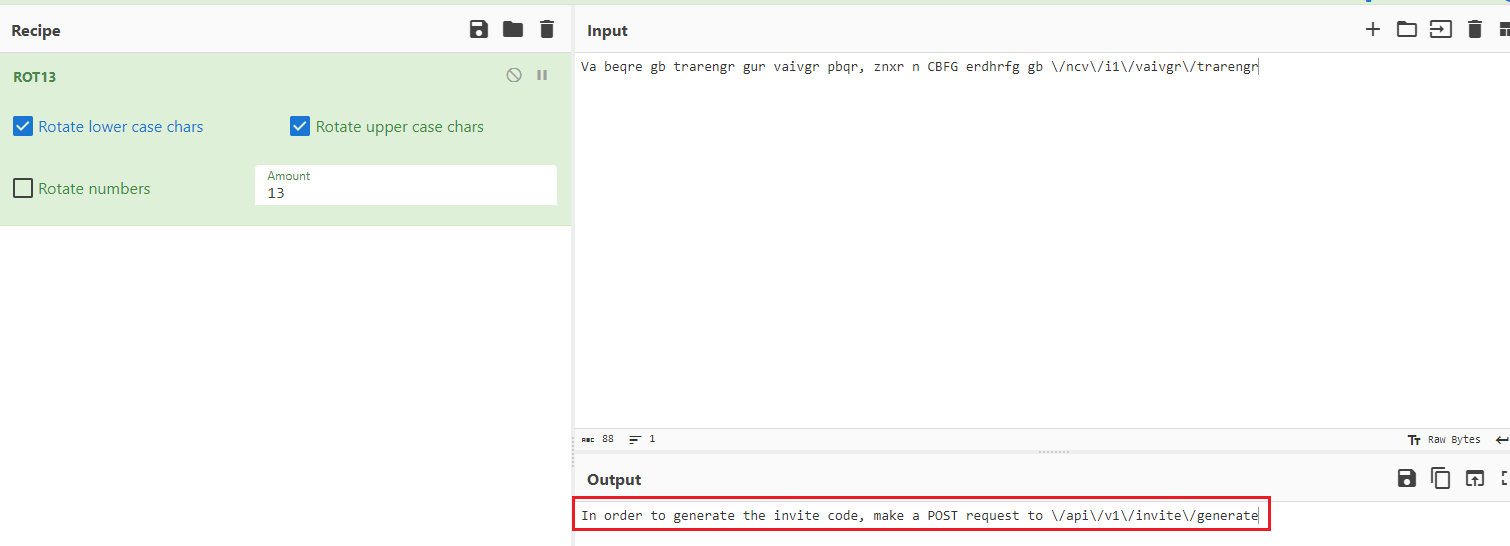 Recipe
Input
ROT13
Va beqre gb trarengr gur vaivgr pbqr, znxr n CBFG erdhrfg gb \/ncv\/i1\/vaivgr\/trarengr
Rotate lower case chars
Rotate upper case chars
Rotate numbers
Amount
13
ABC 88
1
Tт Raw Bytes
Output
In order to generate the invite code, make a POST request to \/api\/v1\/invite\/generate